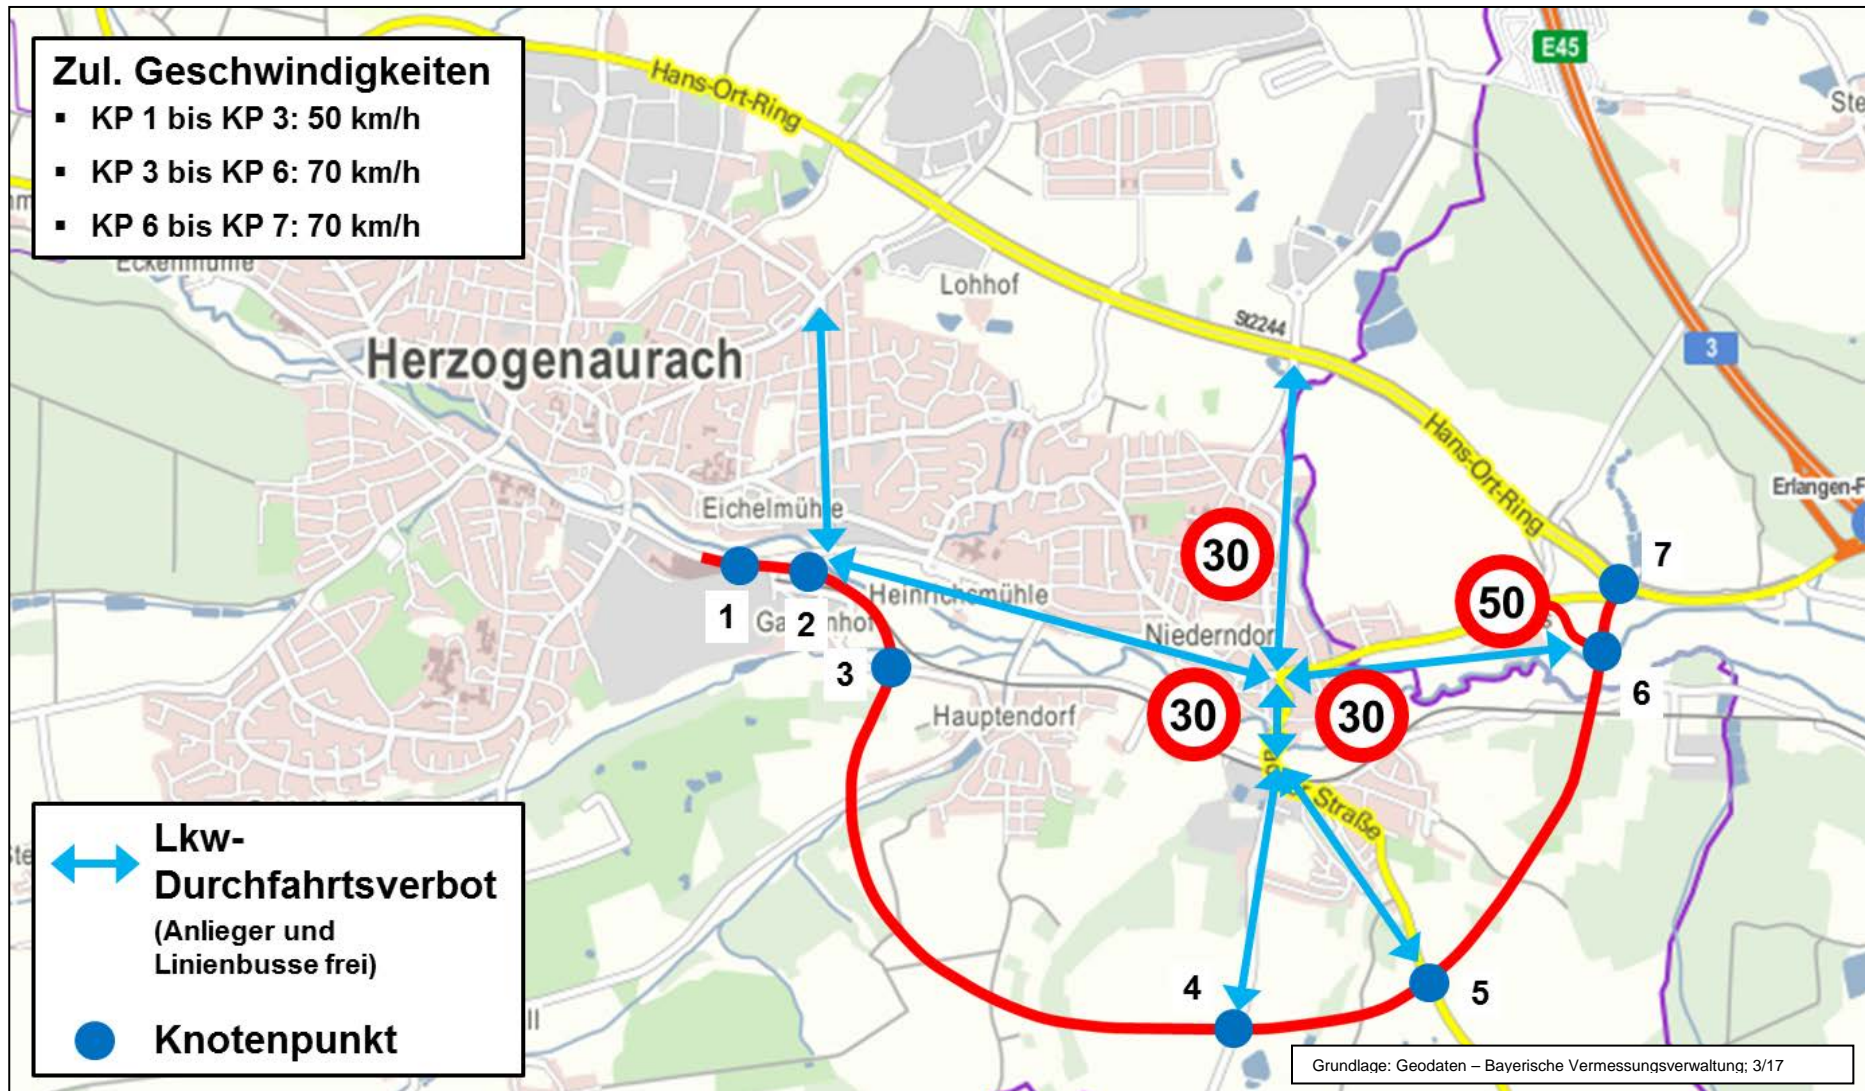 Zul. Geschwindigkeiten
▪ KP 1 bis KP 3: 50 km/h
▪ KP 3 bis KP 6: 70 km/h
▪ KP 6 bis KP 7: 70 km/h
Hans-Ort-Ring
E45
Ste
Lohhof
St2244
3
Herzogenaurach
Hans-Ort-Ring
Erlangen-F
Eichelmühle
30
7
Heinrichsmühle
50
1
2
Niederndorf
3
6
Hauptendorf
30
30
Straße
Lkw-
Durchfahrtsverbot
(Anlieger und
Linienbusse frei)
4
5
Knotenpunkt
Grundlage: Geodaten – Bayerische Vermessungsverwaltung; 3/17